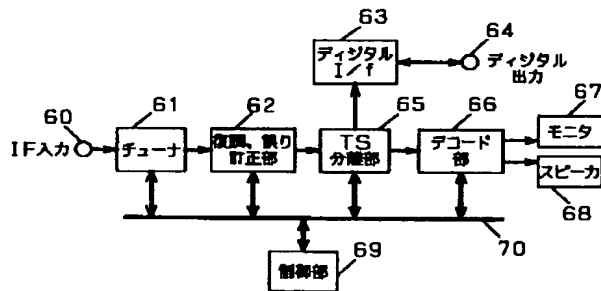 63
ディジタル
I／f
64
ディジタル
出力
60
IF入力
61
チューナ
62
復調、誤り
訂正部
65
TS
分離部
66
デコード
部
67
モニタ
スピーカ
68
70
制御部
69